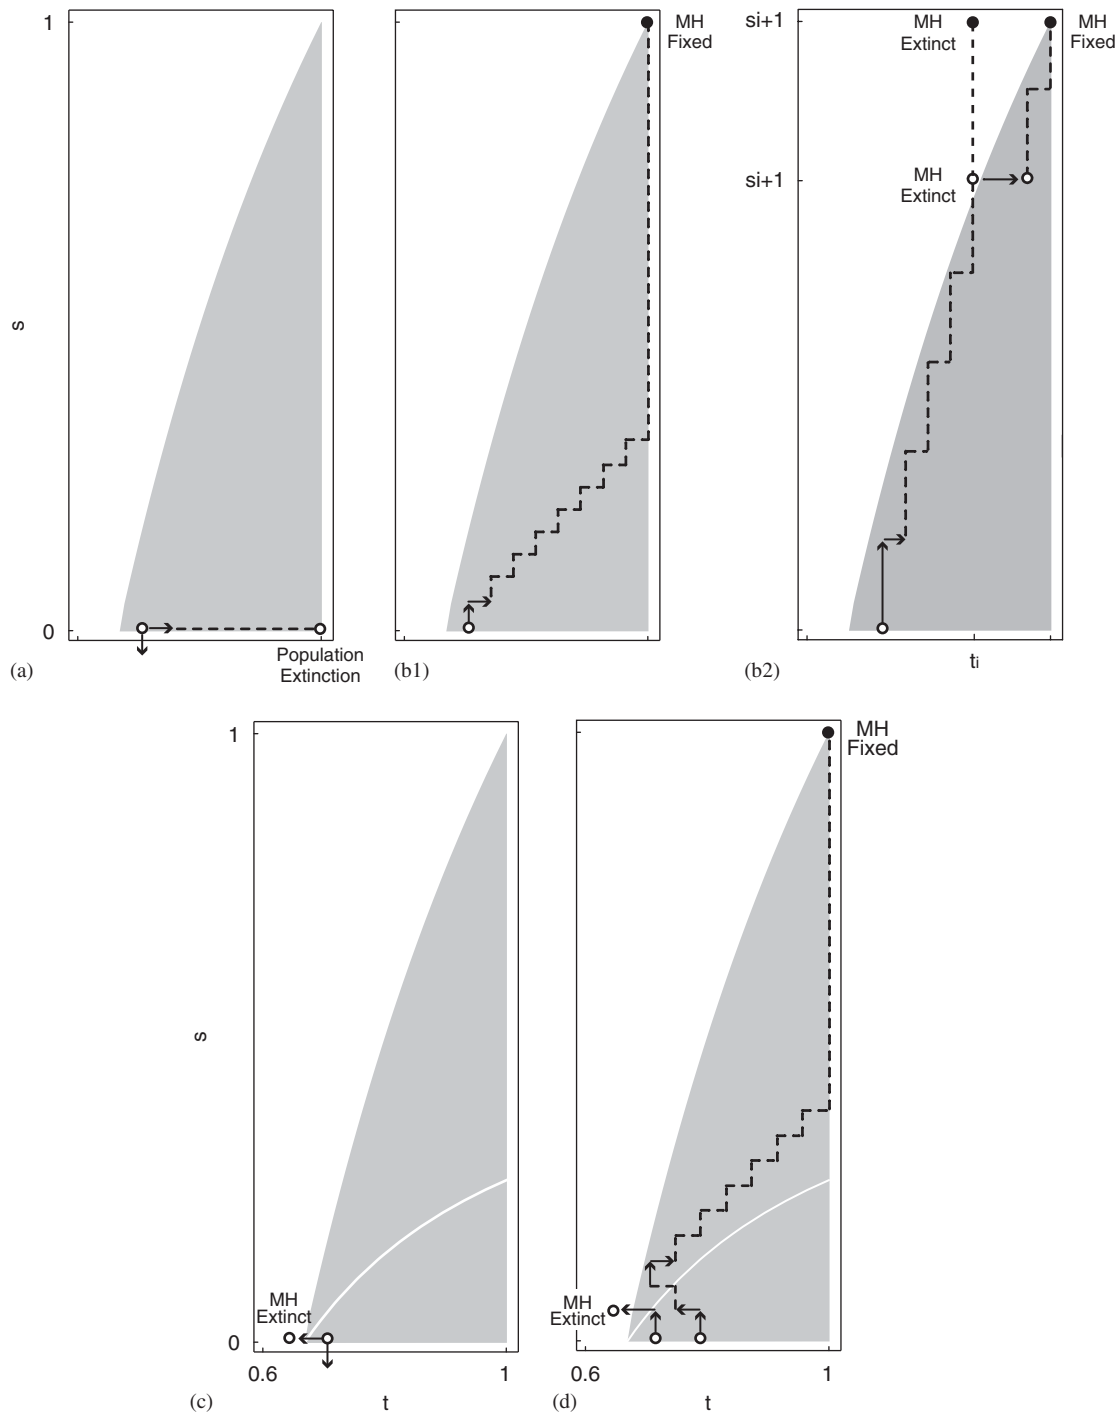 1
s
0
Population
Extinction
(a)
MH
Fixed
(b1)
si+1
MH
Extinct
MH
Fixed
si+1
MH
Extinct
ti
(b2)
1
s
MH
Extinct
0
0.6
1
t
(c)
MH
Fixed
MH
Extinct
0.6
1
t
(d)